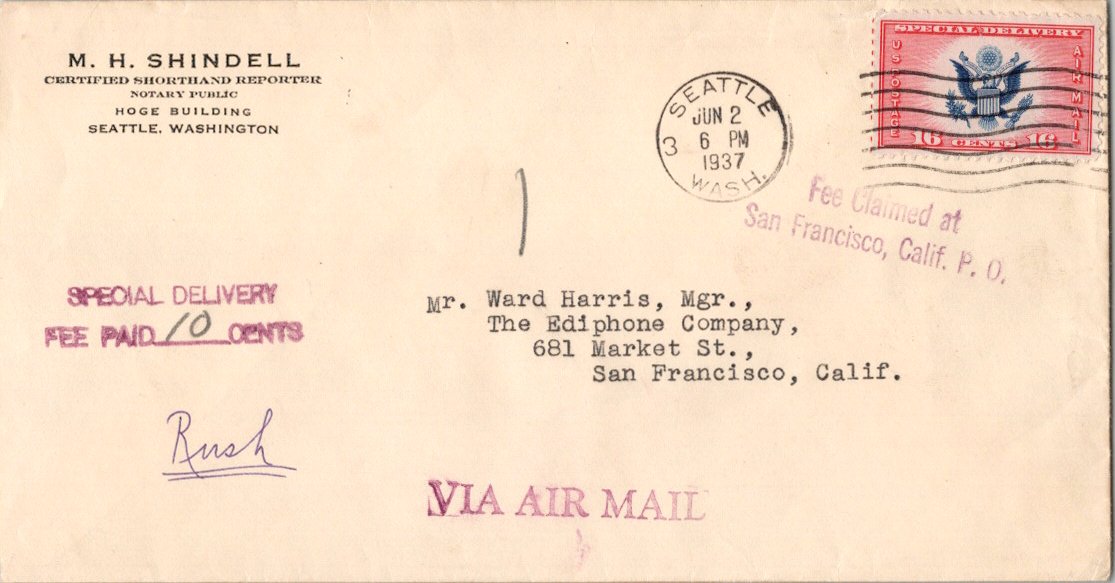 M. H. SHINDELL
CERTIFIED SHORTHAND REPORTER
NOTARY PUBLIC
HOGE BUILDING
SEATTLE, WASHINGTON
SEATTLE
JUN 2
6 PM
1937
3
WASH.
SPECIAL DELIVERY
US POSTAGE
AIR MAIL
16 CENTS 16
Fee Claimed at
San Francisco, Calif. P. O.
SPECIAL DELIVERY
FEE PAID 10 CENTS
Mr. Ward Harris, Mgr.,
The Ediphone Company,
681 Market St.,
San Francisco, Calif.
Rush
VIA AIR MAIL